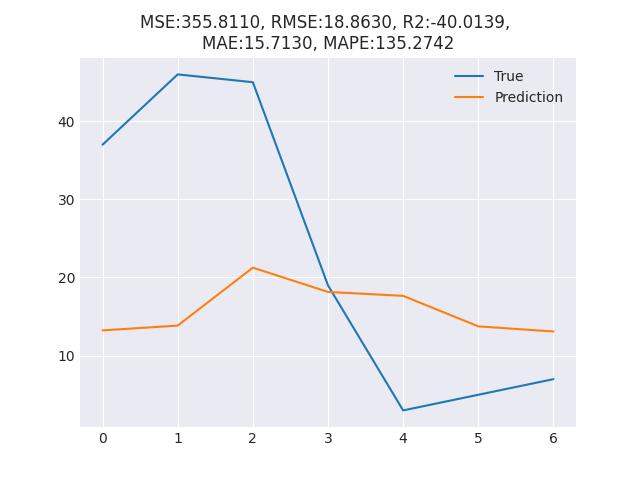 MSE:355.8110, RMSE:18.8630, R2:-40.0139,
MAE:15.7130, MAPE:135.2742
True
Prediction
40
30
20
10
0 1 2 3 4 5 6